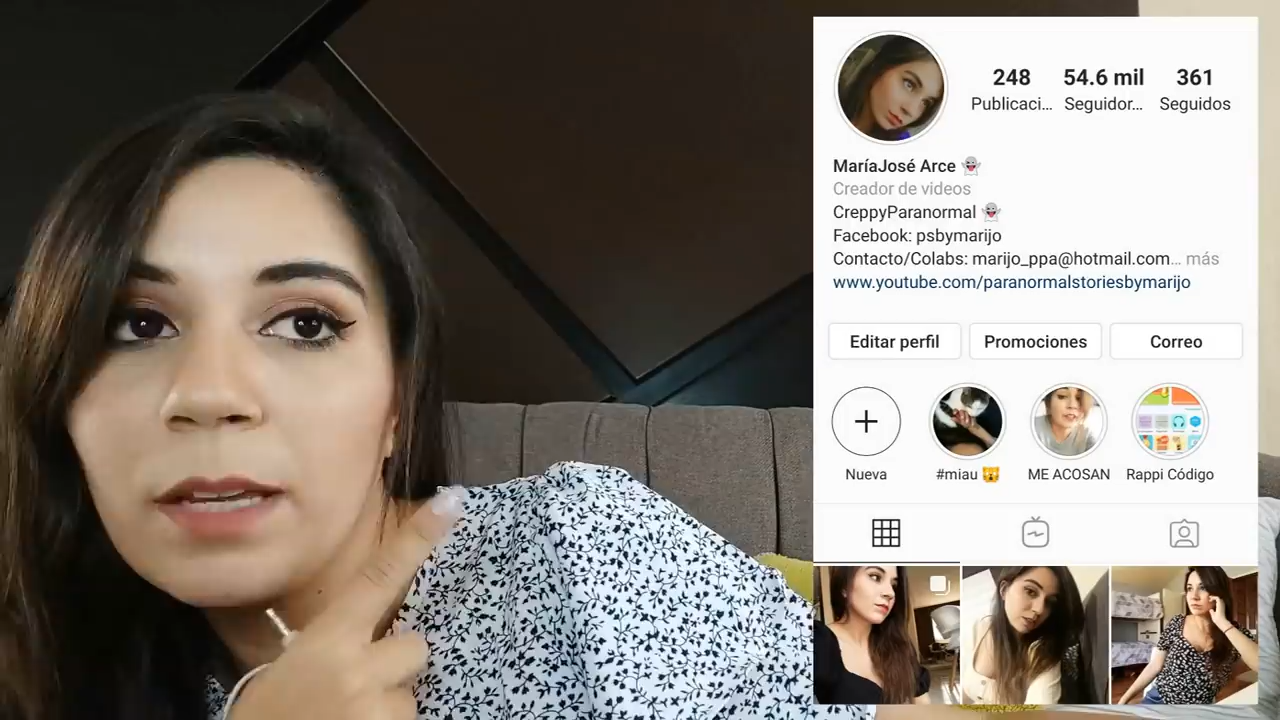 248 54.6 mil 361
Publicaci... Seguidor... Seguidos
MaríaJosé Arce 👻
Creador de videos
CreppyParanormal 👻
Facebook: psbymarijo
Contacto/Colabs: marijo_ppa@hotmail.com... más
www.youtube.com/paranormalstoriesbymarijo
Editar perfil Promociones Correo
Nueva #miau 🐱 ME ACOSAN Rappi Código